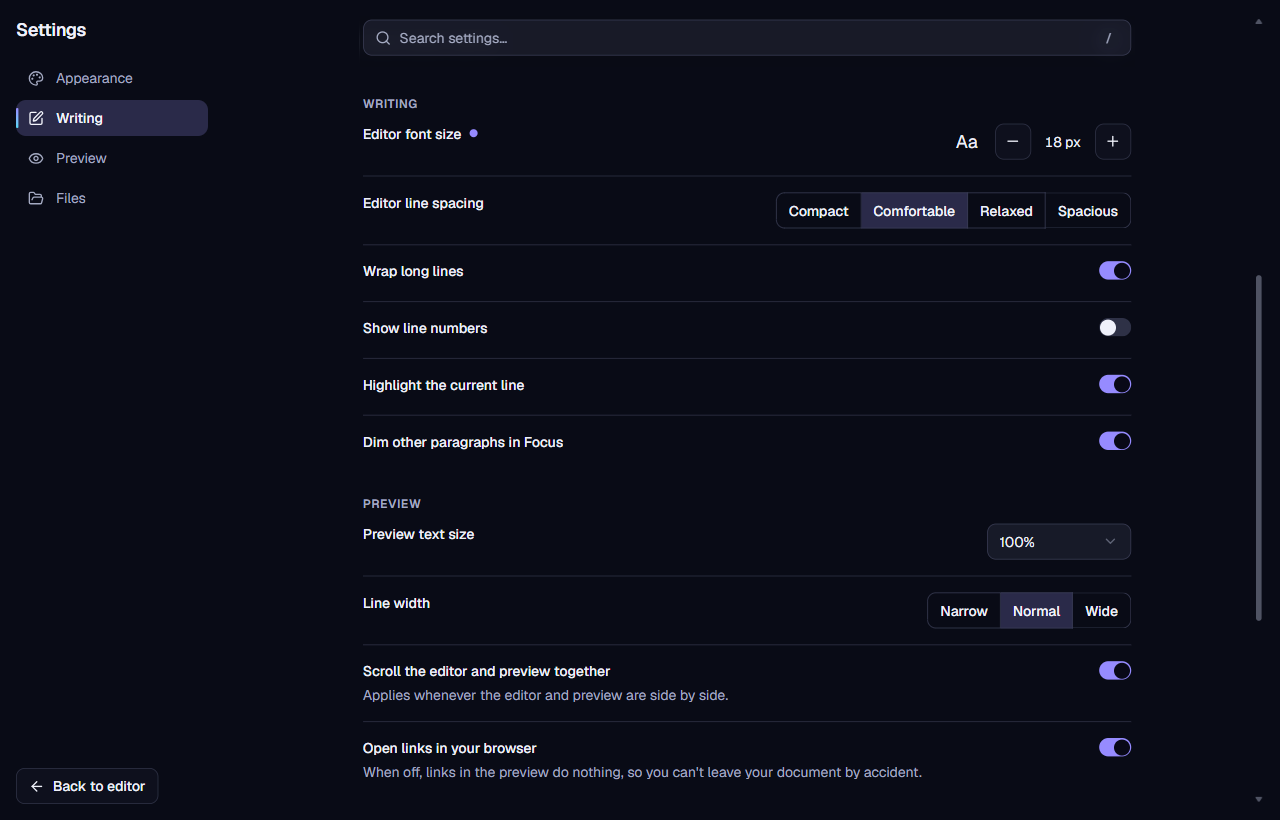 Settings
Appearance
Writing
Preview
Files
Back to editor
Search settings... /
WRITING
Editor font size Aa − 18 px +
Editor line spacing Compact Comfortable Relaxed Spacious
Wrap long lines
Show line numbers
Highlight the current line
Dim other paragraphs in Focus
PREVIEW
Preview text size 100%
Line width Narrow Normal Wide
Scroll the editor and preview together
Applies whenever the editor and preview are side by side.
Open links in your browser
When off, links in the preview do nothing, so you can't leave your document by accident.